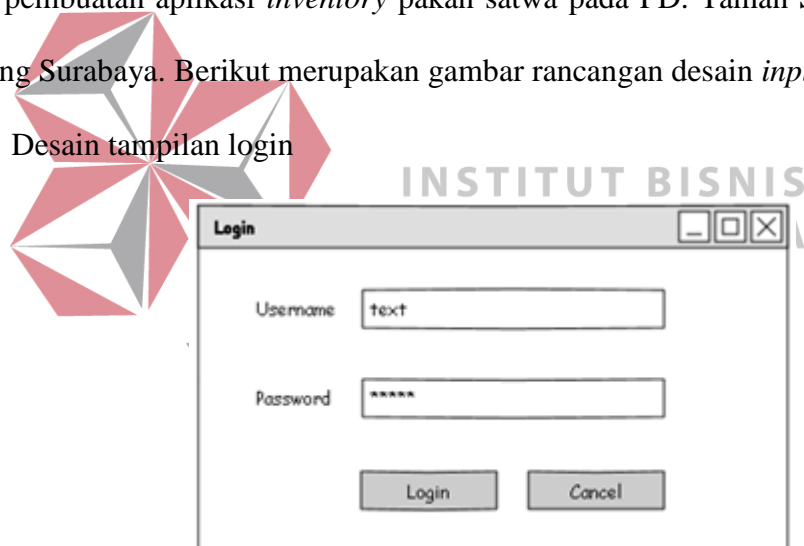 pembuatan aplikasi inventory pakan satwa pada PD. Taman
ng Surabaya. Berikut merupakan gambar rancangan desain
Desain tampilan login
INSTITUT BISNIS
Login
Username text
Password *****
Login Cancel